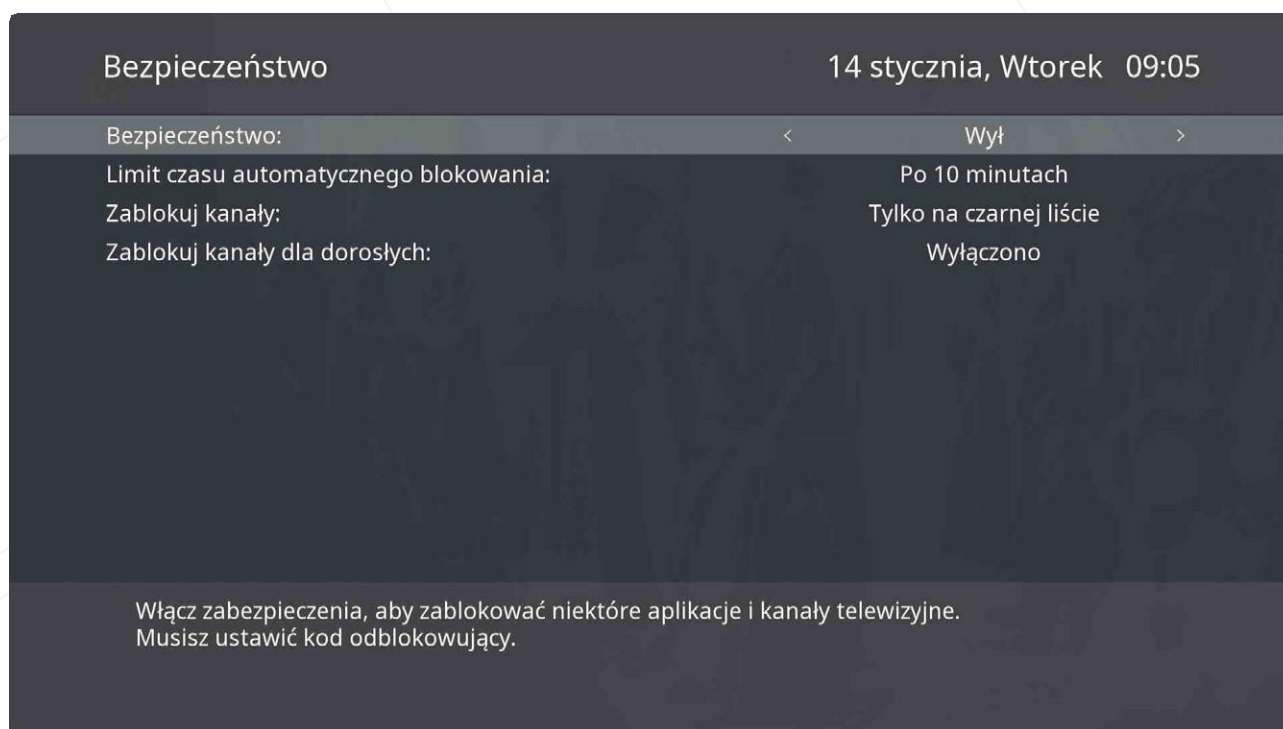 Bezpieczeństwo 14 stycznia, Wtorek 09:05
Bezpieczeństwo: < Wył >
Limit czasu automatycznego blokowania: Po 10 minutach
Zablokuj kanały: Tylko na czarnej liście
Zablokuj kanały dla dorosłych: Wyłączono
Włącz zabezpieczenia, aby zablokować niektóre aplikacje i kanały telewizyjne.
Musisz ustawić kod odblokowujący.